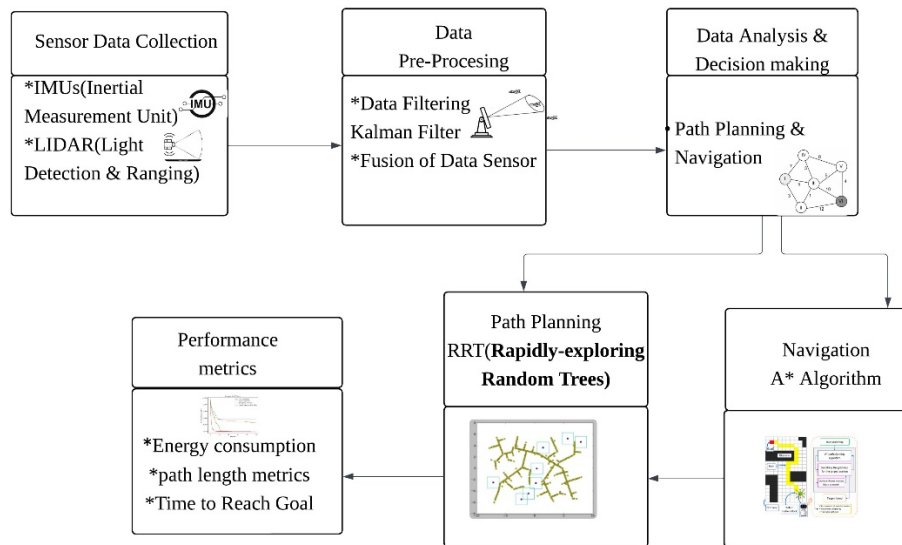 Sensor Data Collection
*IMUs(Inertial
Measurement Unit)
IMU
*LIDAR(Light
Detection & Ranging)
Data
Pre-Procesing
*Data Filtering
Kalman Filter
*Fusion of Data Sensor
Data Analysis &
Decision making
• Path Planning &
Navigation
Path Planning
RRT(Rapidly-exploring
Random Trees)
Navigation
A* Algorithm
Performance
metrics
*Energy consumption
*path length metrics
*Time to Reach Goal